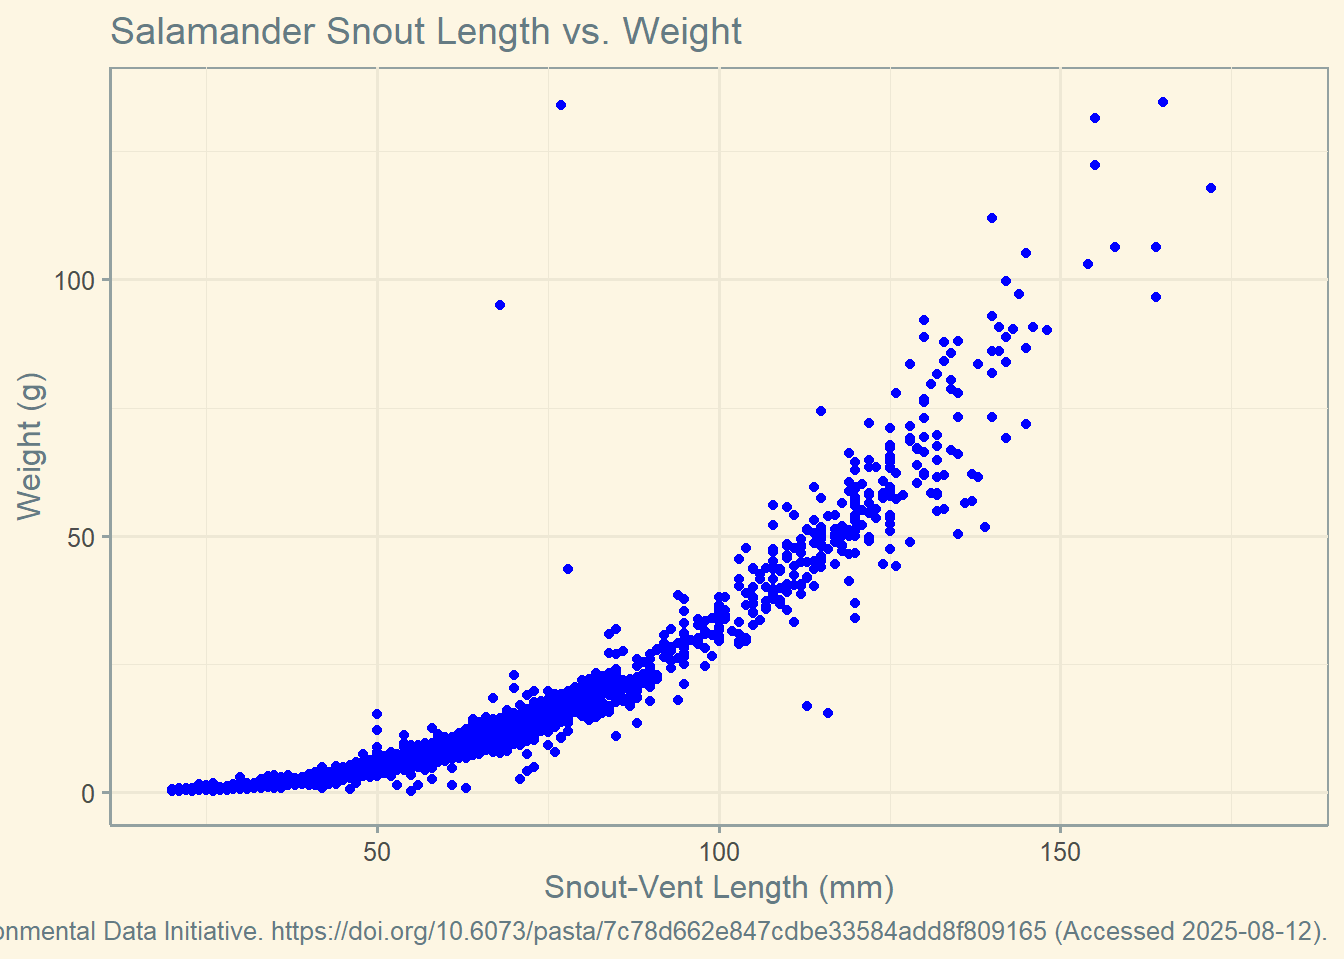 Salamander Snout Length vs. Weight
100
50
0
Weight (g)
50 100 150
Snout-Vent Length (mm)
Data Initiative. https://doi.org/10.6073/pasta/7c78d662e847cdbe33584add8f809165 (Accessed 2025-08-12).